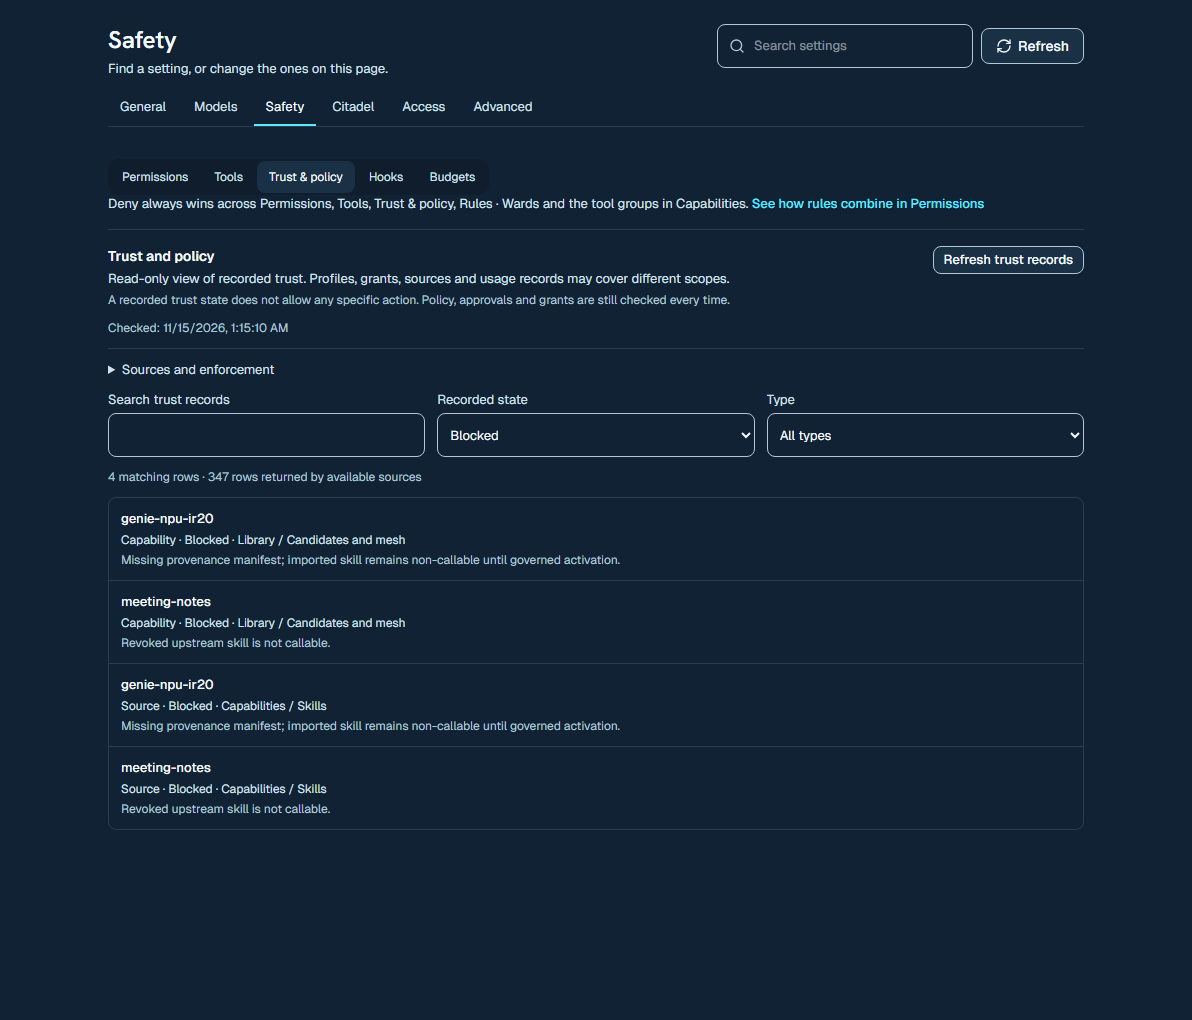 Safety
Find a setting, or change the ones on this page.
Search settings
Refresh
General
Models
Safety
Citadel
Access
Advanced
Permissions
Tools
Trust & policy
Hooks
Budgets
Deny always wins across Permissions, Tools, Trust & policy, Rules · Wards and the tool groups in Capabilities. See how rules combine in Permissions
Trust and policy
Refresh trust records
Read-only view of recorded trust. Profiles, grants, sources and usage records may cover different scopes.
A recorded trust state does not allow any specific action. Policy, approvals and grants are still checked every time.
Checked: 11/15/2026, 1:15:10 AM
Sources and enforcement
Search trust records
Recorded state
Blocked
Type
All types
4 matching rows · 347 rows returned by available sources
genie-npu-ir20
Capability · Blocked · Library / Candidates and mesh
Missing provenance manifest; imported skill remains non-callable until governed activation.
meeting-notes
Capability · Blocked · Library / Candidates and mesh
Revoked upstream skill is not callable.
genie-npu-ir20
Source · Blocked · Capabilities / Skills
Missing provenance manifest; imported skill remains non-callable until governed activation.
meeting-notes
Source · Blocked · Capabilities / Skills
Revoked upstream skill is not callable.